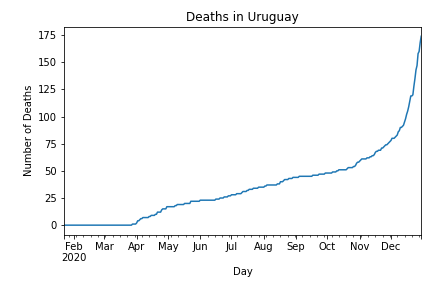 Deaths in Uruguay
175
150
125
100
75
50
25
0
Number of Deaths
Feb Mar Apr May Jun Jul Aug Sep Oct Nov Dec
2020
Day